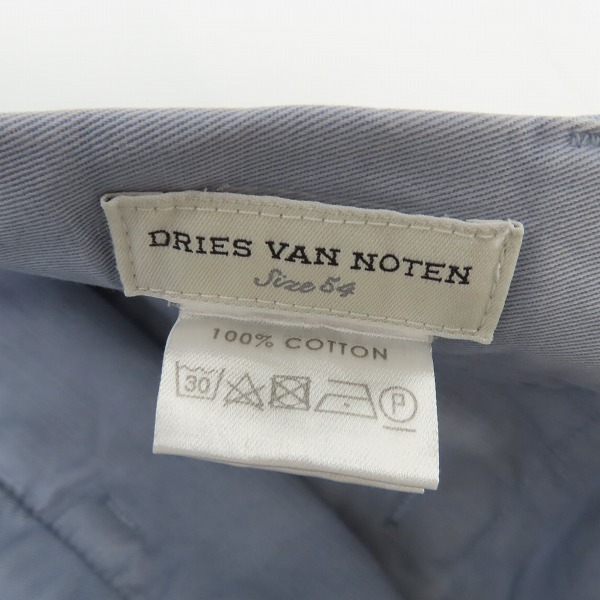 DRIES VAN NOTEN
Size 54
100% COTTON
30 P